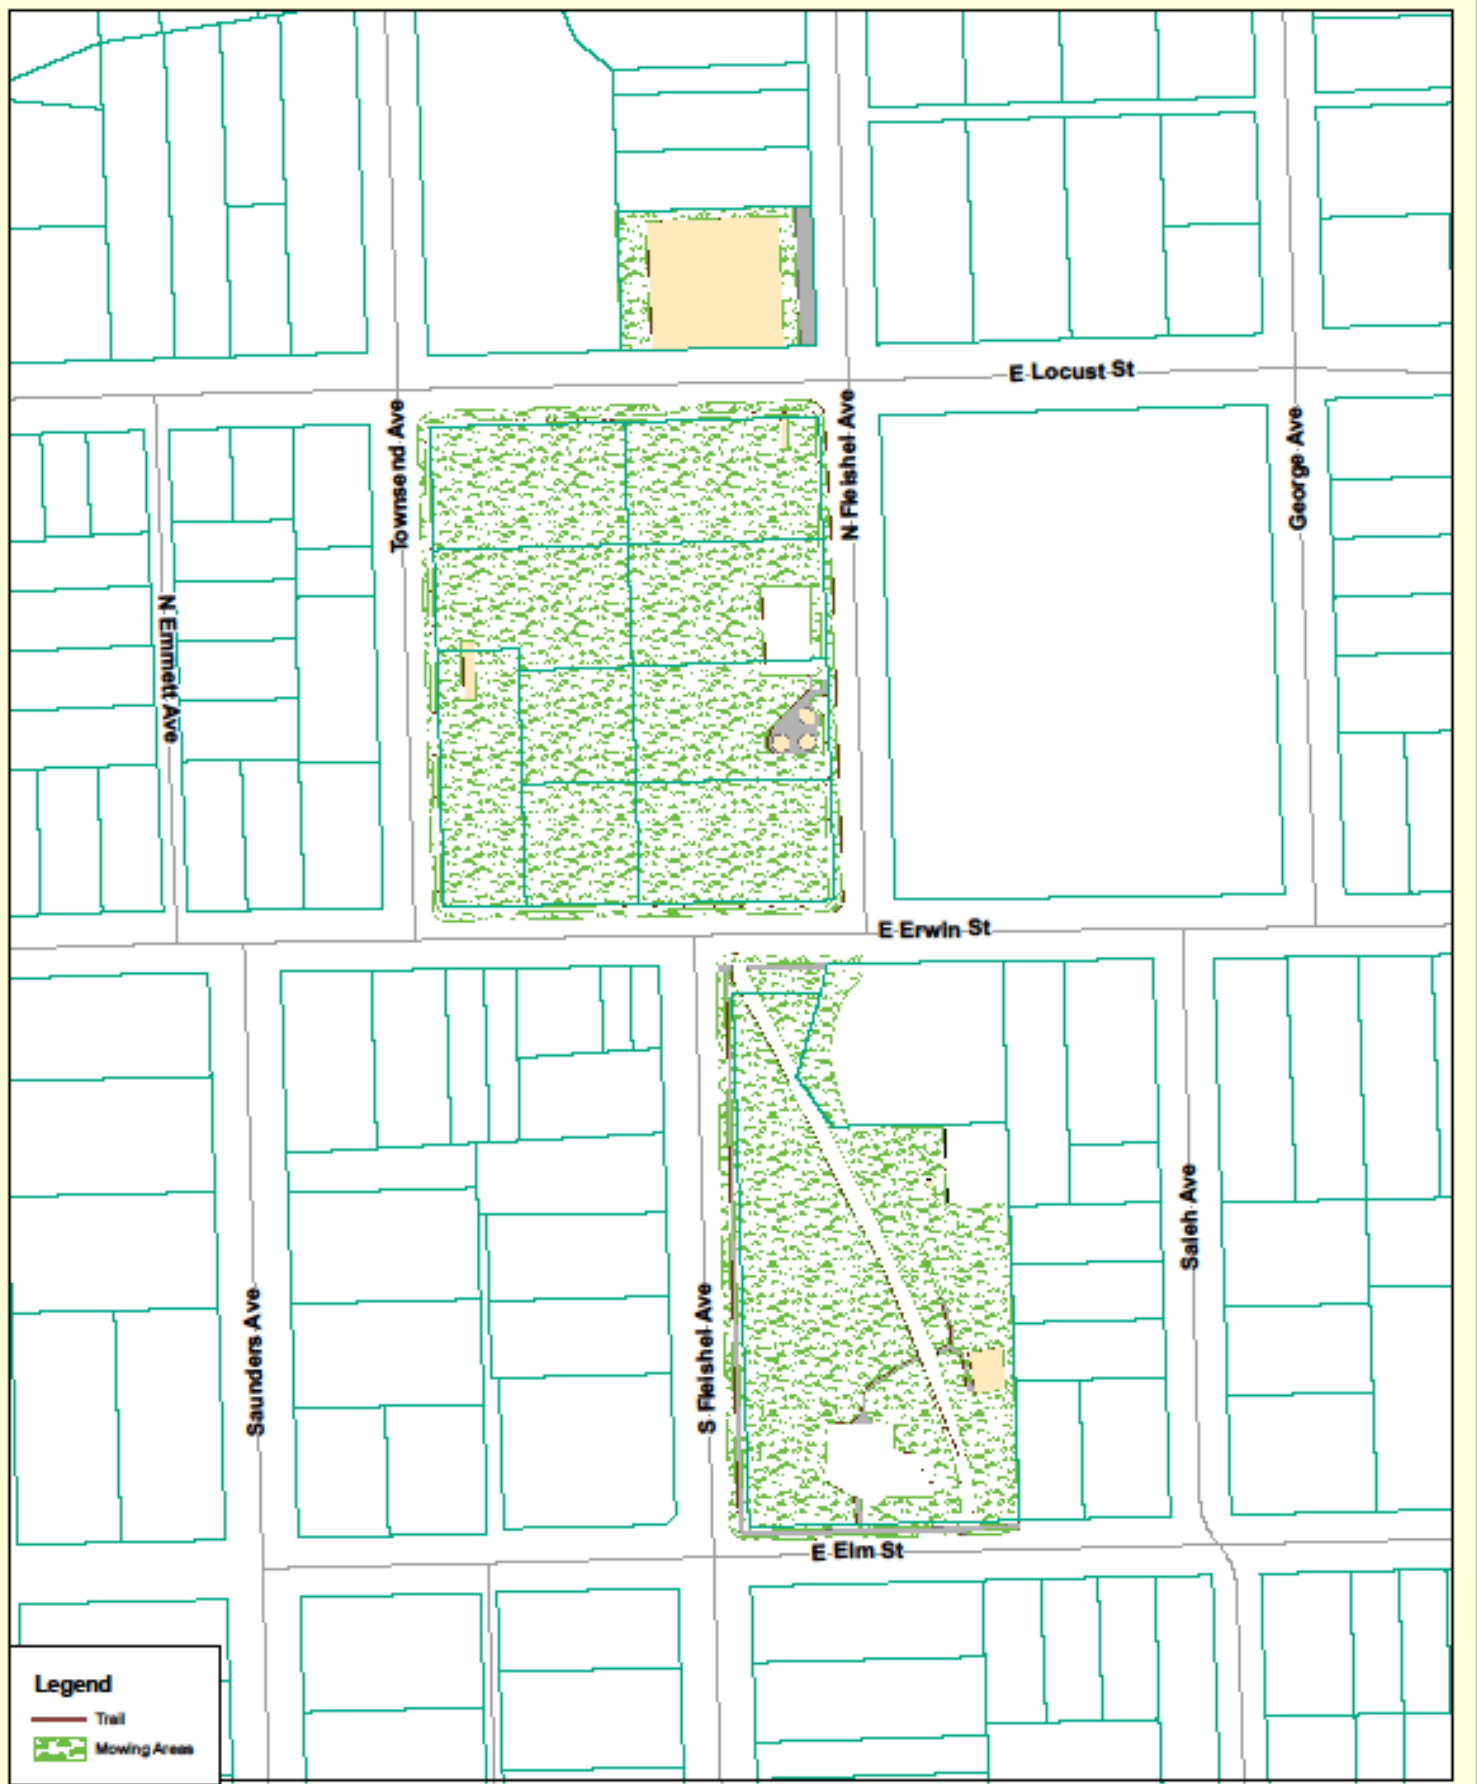 E Locust St
Townsend Ave
N Fleishel Ave
George Ave
N Emmett Ave
E Erwin St
Saleh Ave
Saunders Ave
S Fleishel Ave
E Elm St
Legend
Trail
Mowing Areas